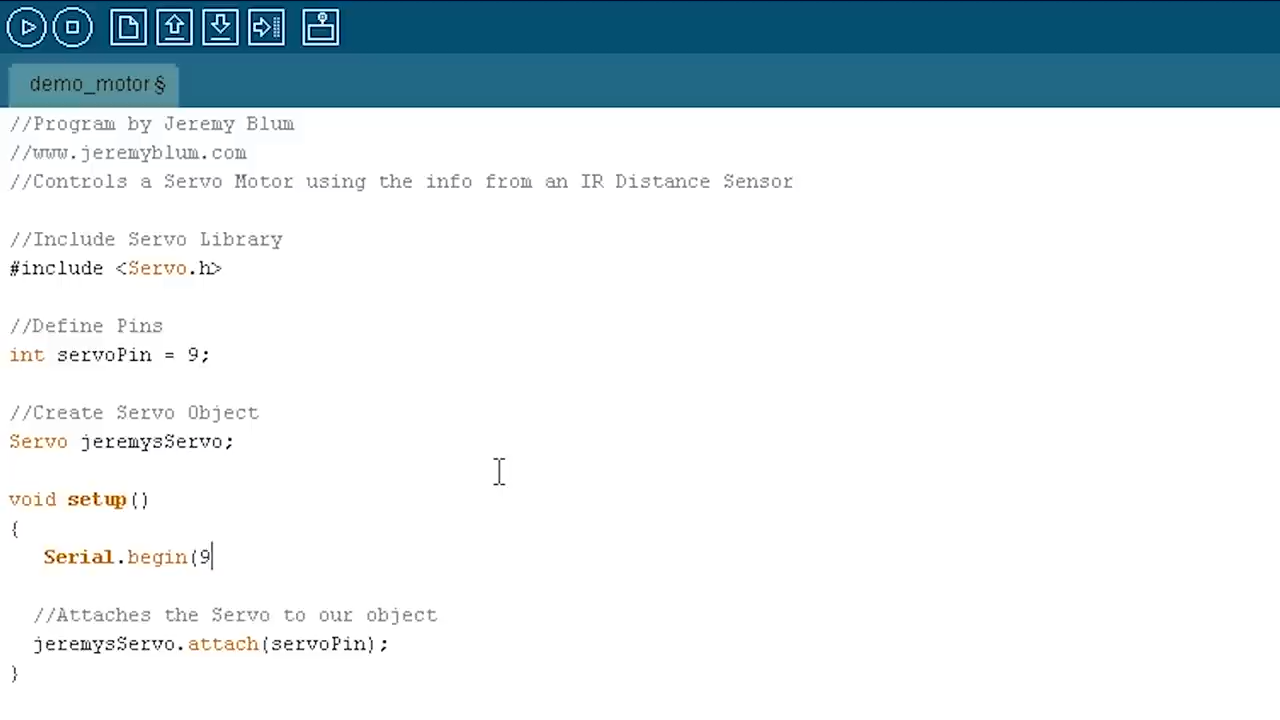 demo_motor §
//Program by Jeremy Blum
//www.jeremyblum.com
//Controls a Servo Motor using the info from an IR Distance Sensor
//Include Servo Library
#include <Servo.h>
//Define Pins
int servoPin = 9;
//Create Servo Object
Servo jeremysServo;
void setup()
{
Serial.begin(9
//Attaches the Servo to our object
jeremysServo.attach(servoPin);
}